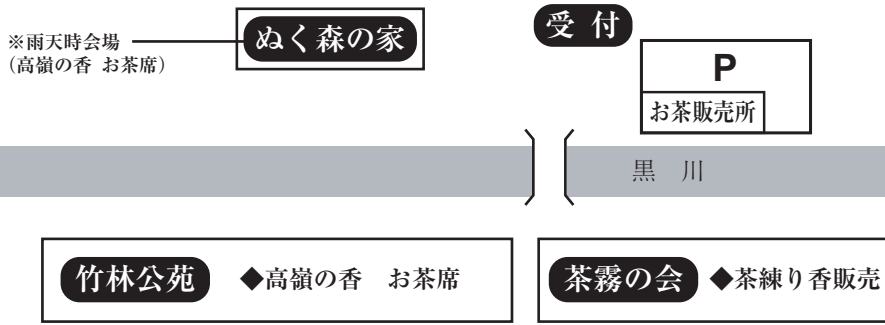 ※雨天時会場
(高嶺の香 お茶席)
ぬく森の家
受 付
P
お茶販売所
黒 川
竹林公苑 ◆高嶺の香 お茶席
茶霧の会 ◆茶練り香販売